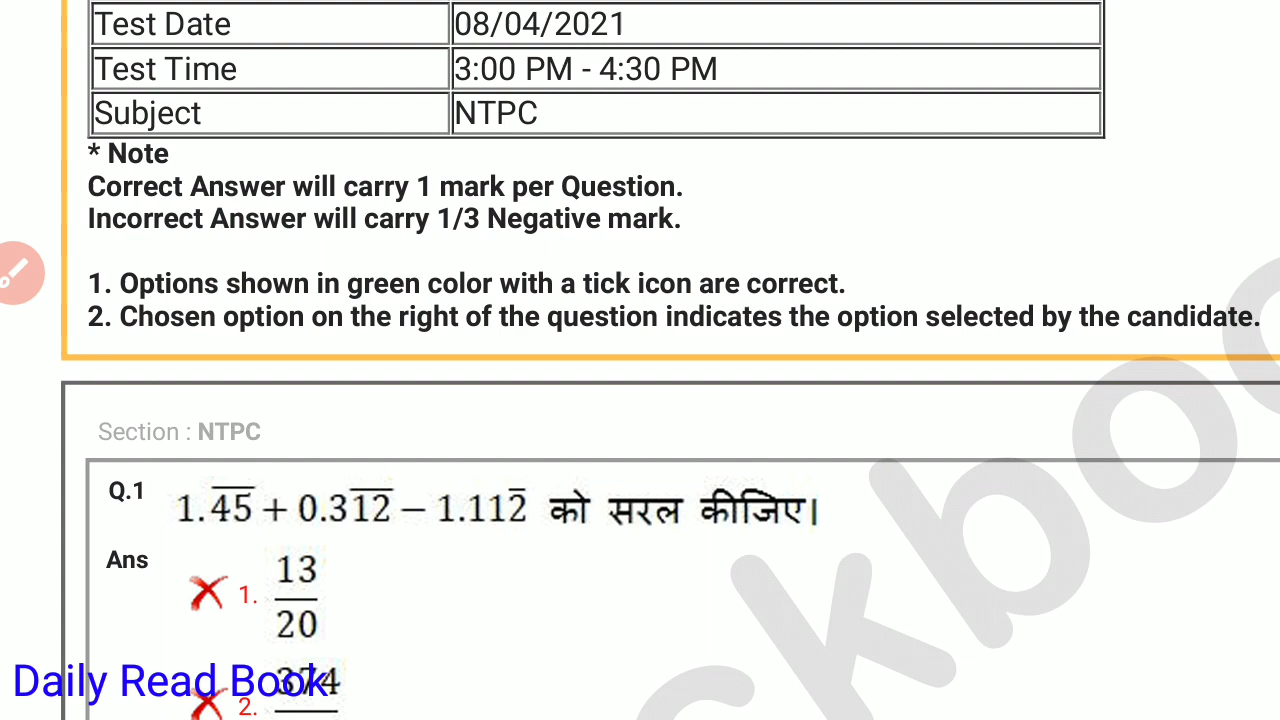 Test Date 08/04/2021
Test Time 3:00 PM - 4:30 PM
Subject NTPC
* Note
Correct Answer will carry 1 mark per Question.
Incorrect Answer will carry 1/3 Negative mark.
1. Options shown in green color with a tick icon are correct.
2. Chosen option on the right of the question indicates the option selected by the candidate.
Section : NTPC
Q.1 1.4̅5̅ + 0.31̅2̅ − 1.112̅ को सरल कीजिए।
Ans
1. 13/20
2. 374
Daily Read Book